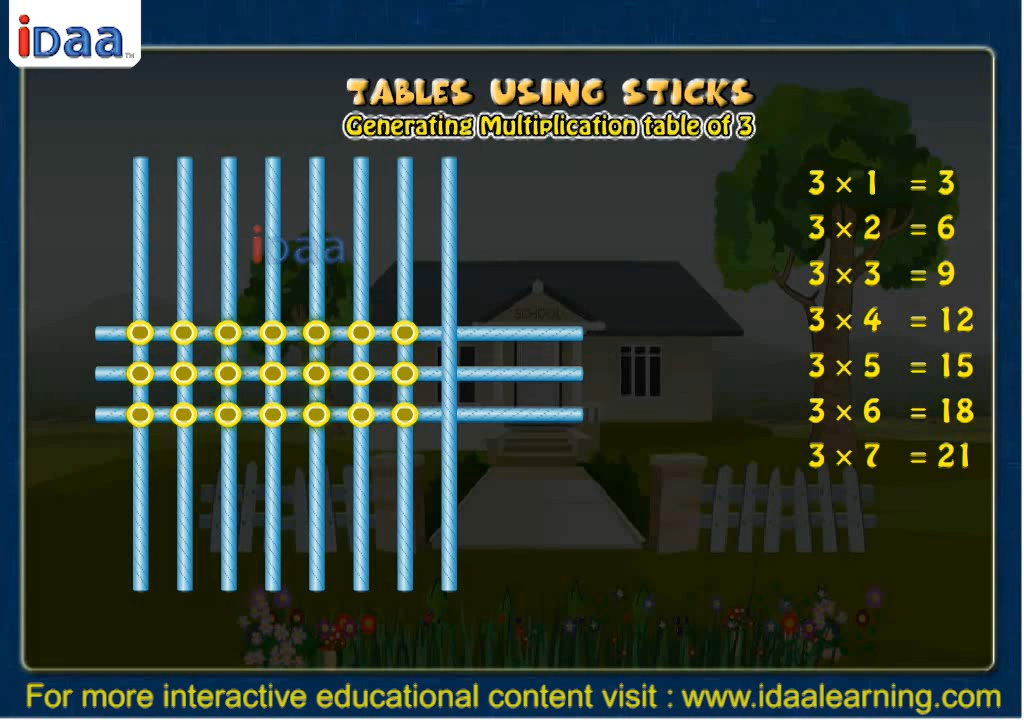 iDaa™
TABLES USING STICKS
Generating Multiplication table of 3
3 × 1 = 3
3 × 2 = 6
iDaa
3 × 3 = 9
SCHOOL
3 × 4 = 12
3 × 5 = 15
3 × 6 = 18
3 × 7 = 21
For more interactive educational content visit : www.idaalearning.com